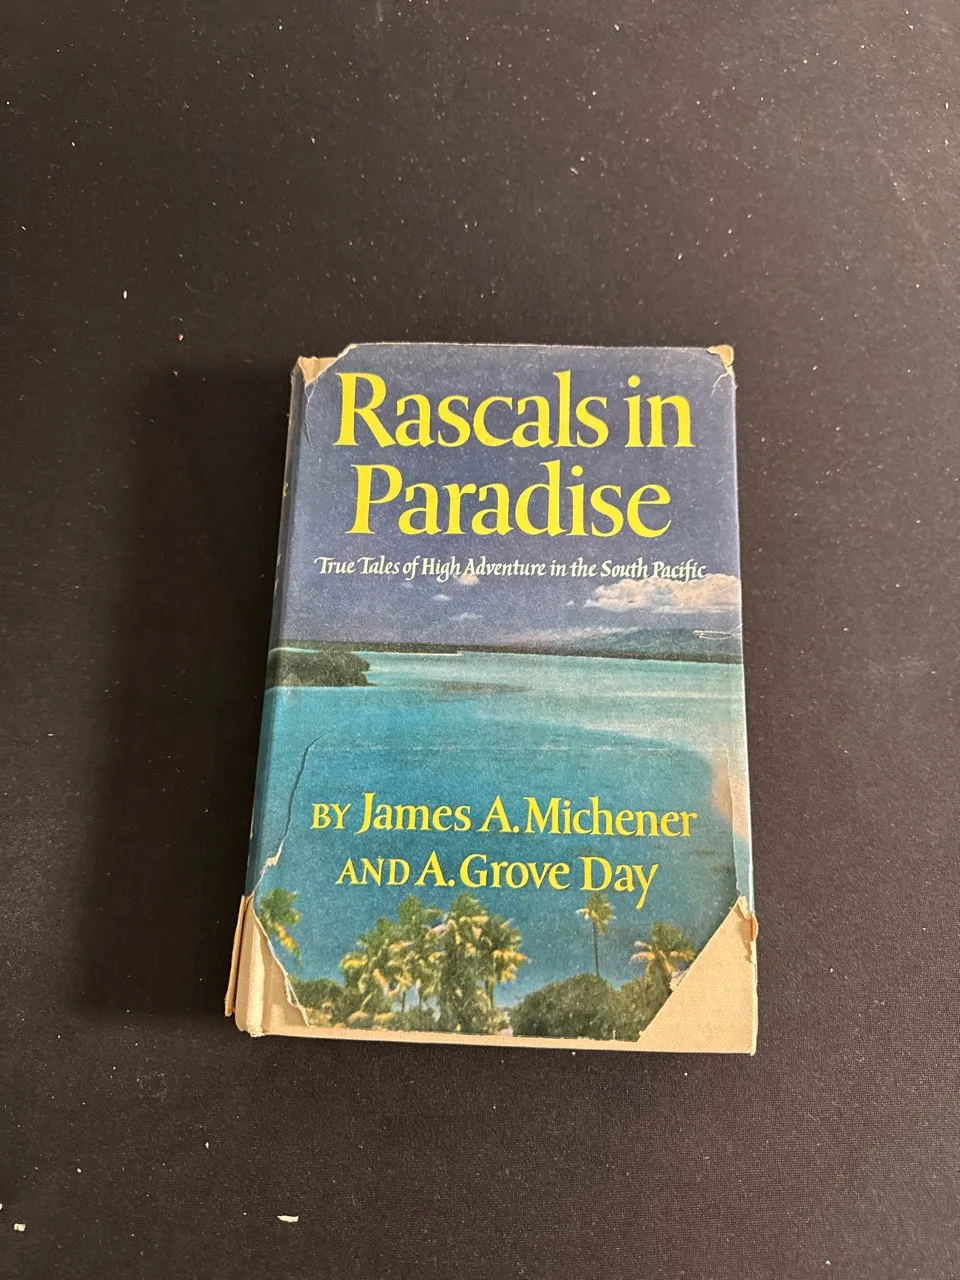 Rascals in
Paradise
True Tales of High Adventure in the South Pacific
BY James A. Michener
AND A. Grove Day